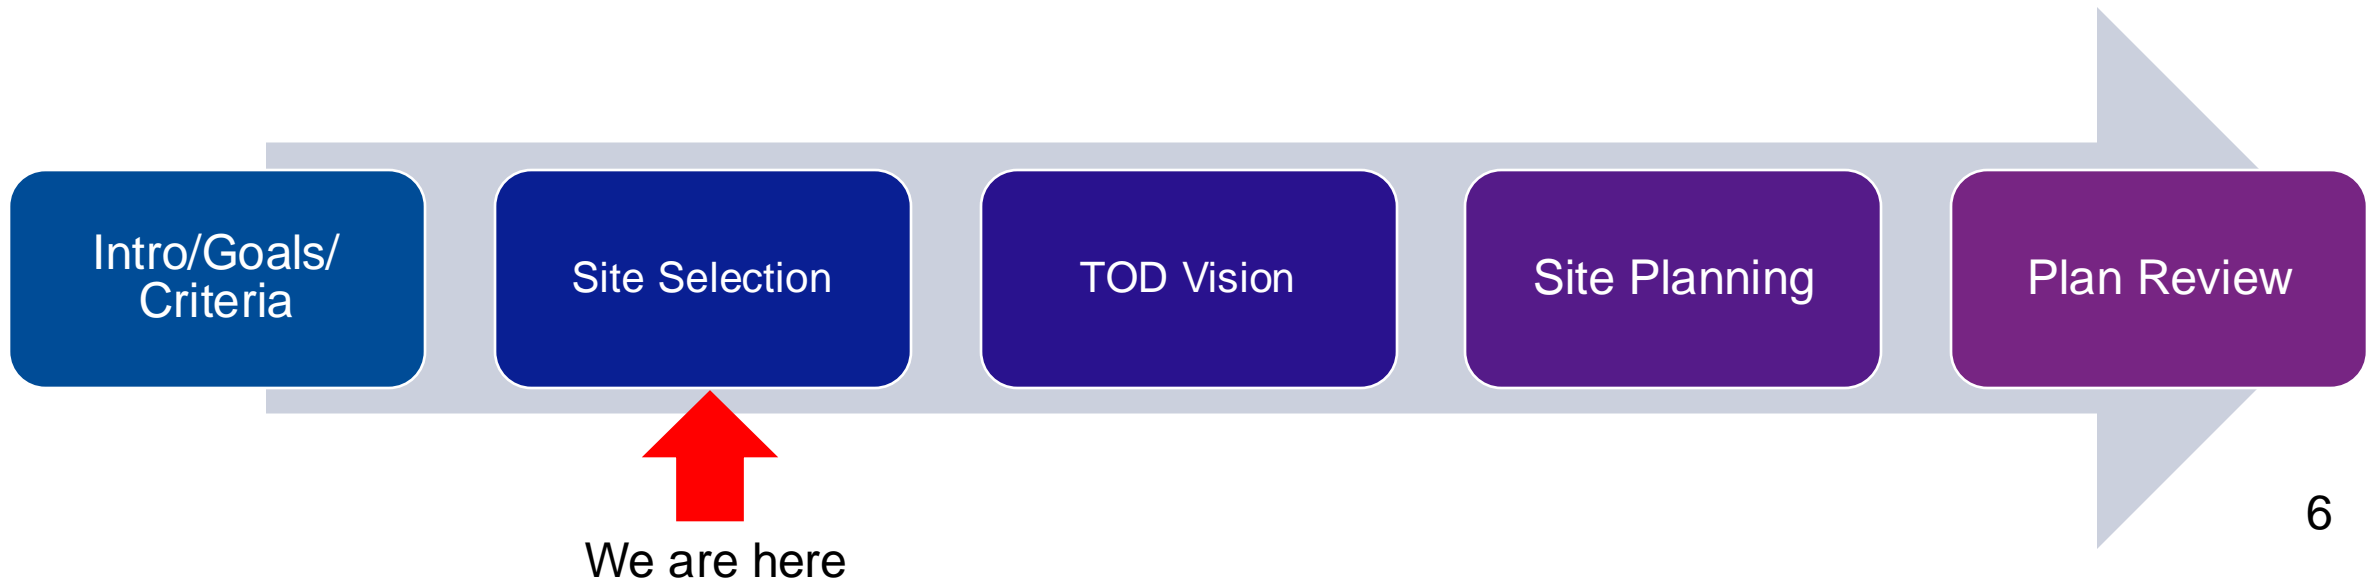 Intro/Goals/
Criteria
Site Selection
TOD Vision
Site Planning
Plan Review
We are here
6